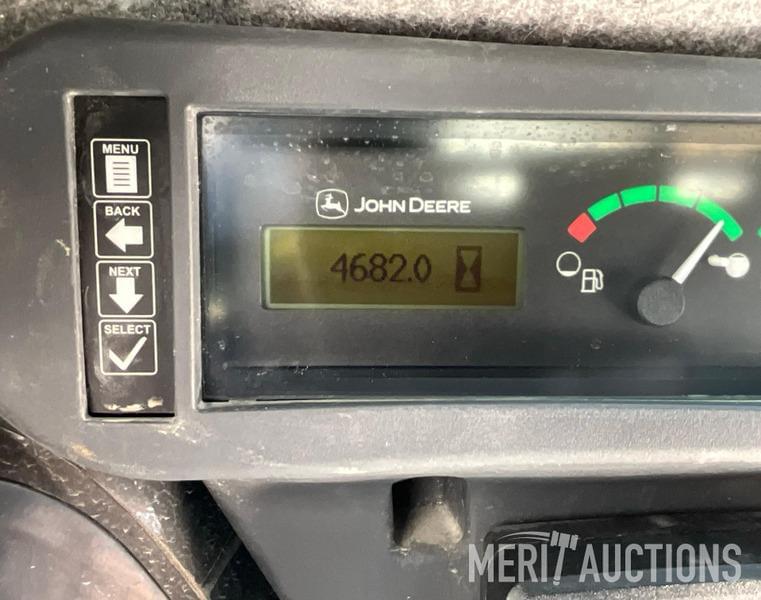 MENU
BACK
NEXT
SELECT
JOHN DEERE
4682.0
MERIT AUCTIONS